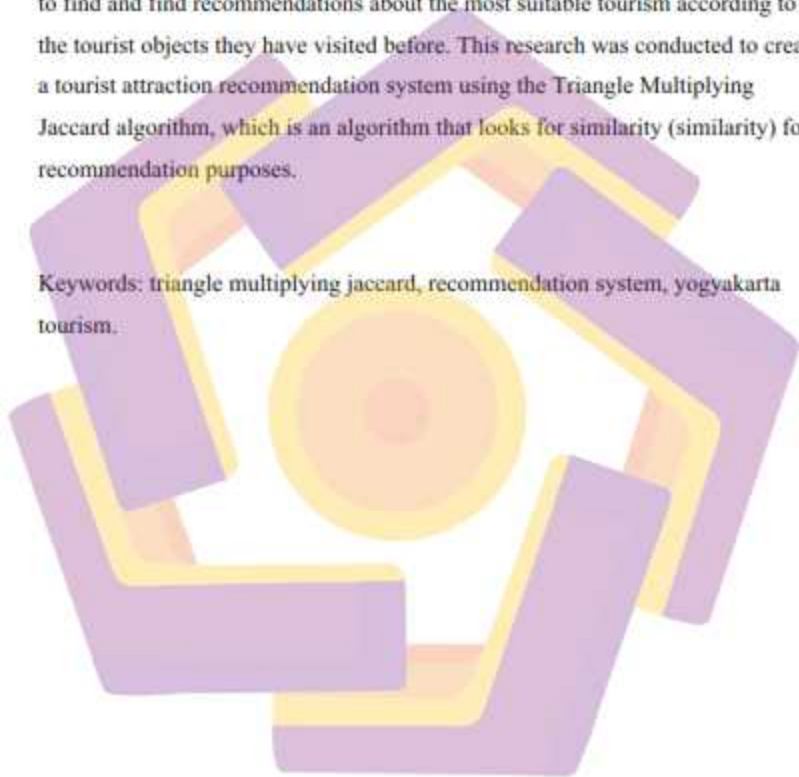 to find and find recommendations about the most suitable tourism according to
the tourist objects they have visited before. This research was conducted to
a tourist attraction recommendation system using the Triangle Multiplying
Jaccard algorithm, which is an algorithm that looks for similarity (similarity)
recommendation purposes.
Keywords: triangle multiplying jaccard, recommendation system, yogyakarta
tourism.